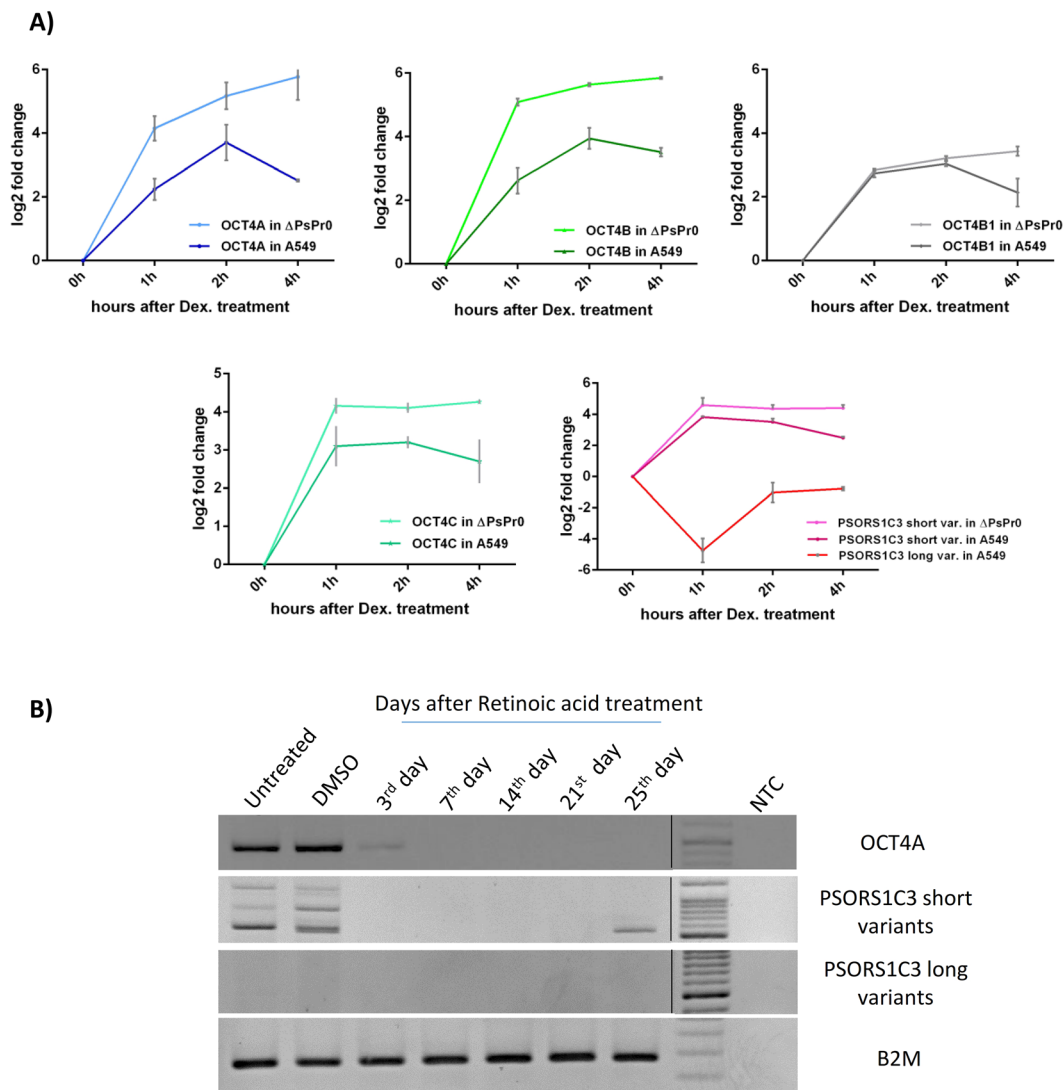 A)
log2 fold change
6
4
2
0
OCT4A in ΔPsPr0
OCT4A in A549
0h
1h
2h
4h
hours after Dex. treatment
log2 fold change
6
4
2
0
OCT4B in ΔPsPr0
OCT4B in A549
0h
1h
2h
4h
hours after Dex. treatment
log2 fold change
6
4
2
0
OCT4B1 in ΔPsPr0
OCT4B1 in A549
0h
1h
2h
4h
hours after Dex. treatment
log2 fold change
5
4
3
2
1
0
OCT4C in ΔPsPr0
OCT4C in A549
0h
1h
2h
4h
hours after Dex. treatment
log2 fold change
6
4
2
0
-2
-4
-6
PSORS1C3 short var. in ΔPsPr0
PSORS1C3 short var. in A549
PSORS1C3 long var. in A549
0h
1h
2h
4h
hours after Dex. treatment
B)
Days after Retinoic acid treatment
Untreated
DMSO
3rd day
7th day
14th day
21st day
25th day
NTC
OCT4A
PSORS1C3 short
variants
PSORS1C3 long
variants
B2M